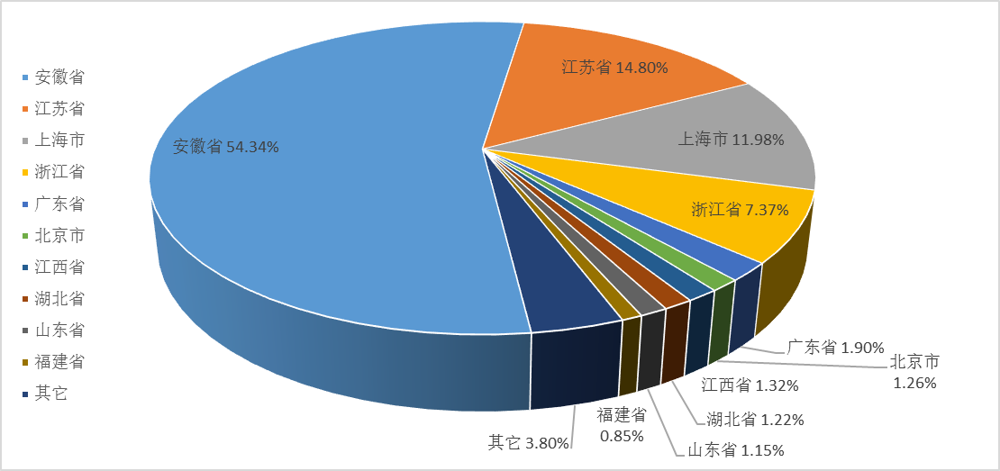 安徽省
江苏省
上海市
浙江省
广东省
北京市
江西省
湖北省
山东省
福建省
其它
江苏省 14.80%
上海市 11.98%
安徽省 54.34%
浙江省 7.37%
广东省 1.90%
北京市
1.26%
江西省 1.32%
湖北省 1.22%
福建省
0.85%
其它 3.80%
山东省 1.15%